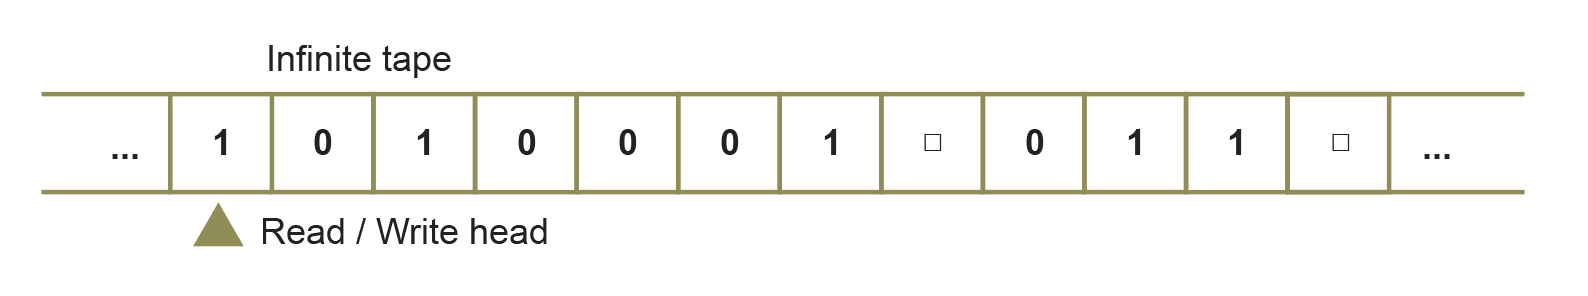 Infinite tape
... 1 0 1 0 0 0 1 □ 0 1 1 □ ...
Read / Write head